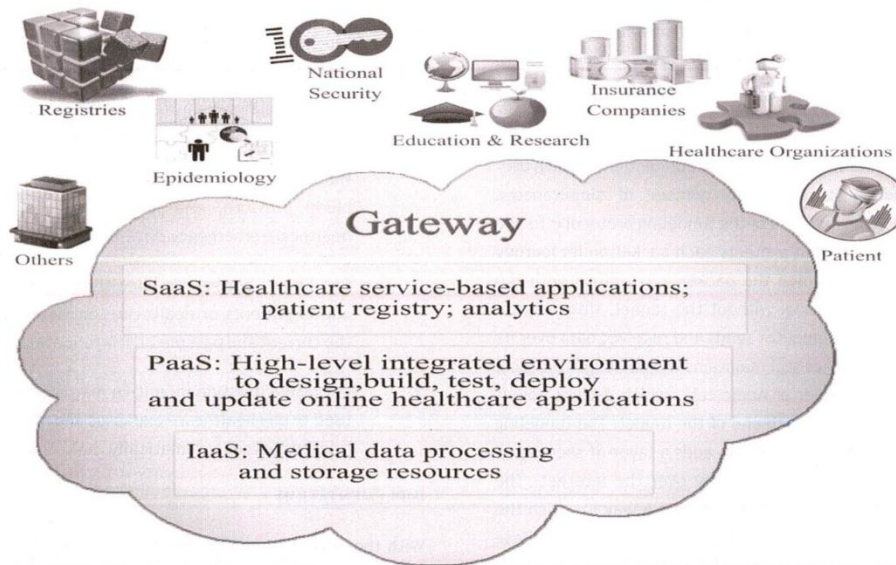 Registries
Epidemiology
National
Security
Education & Research
Insurance
Companies
Healthcare Organizations
Others
Patient
Gateway
SaaS: Healthcare service-based applications;
patient registry; analytics
PaaS: High-level integrated environment
to design,build, test, deploy
and update online healthcare applications
IaaS: Medical data processing
and storage resources